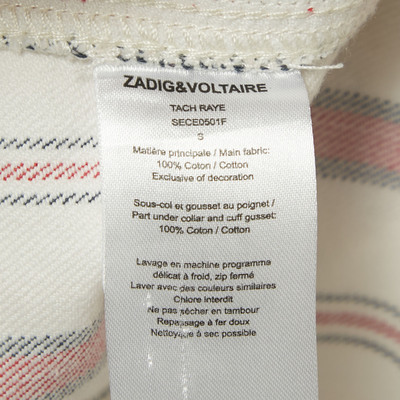 ZADIG&VOLTAIRE
TACH RAYE
SECE0501F
S
Matière principale / Main fabric:
100% Coton / Cotton
Exclusive of decoration
Sous-col et gousset au poignet /
Part under collar and cuff gusset:
100% Coton / Cotton
Lavage en machine programme
délicat à froid, zip fermé
Laver avec des couleurs similaires
Chlore interdit
Ne pas sécher en tambour
Repassage à fer doux
Nettoyage à sec possible